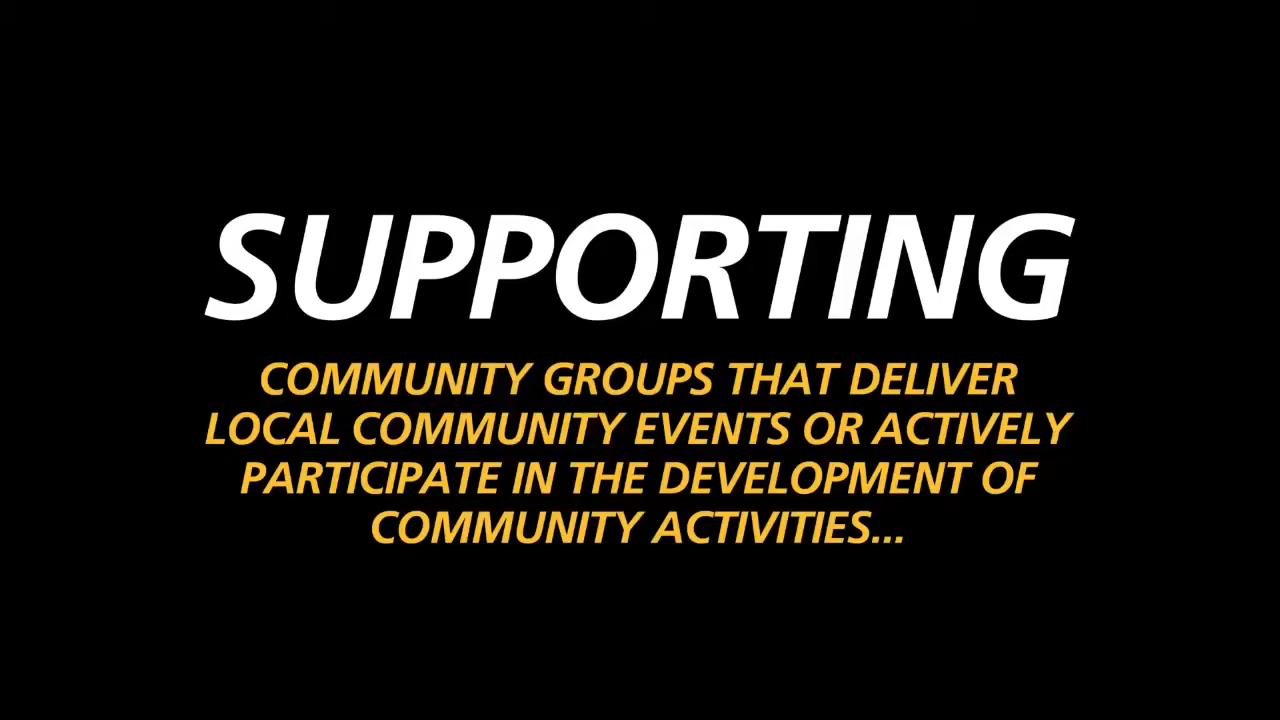 SUPPORTING
COMMUNITY GROUPS THAT DELIVER
LOCAL COMMUNITY EVENTS OR ACTIVELY
PARTICIPATE IN THE DEVELOPMENT OF
COMMUNITY ACTIVITIES...